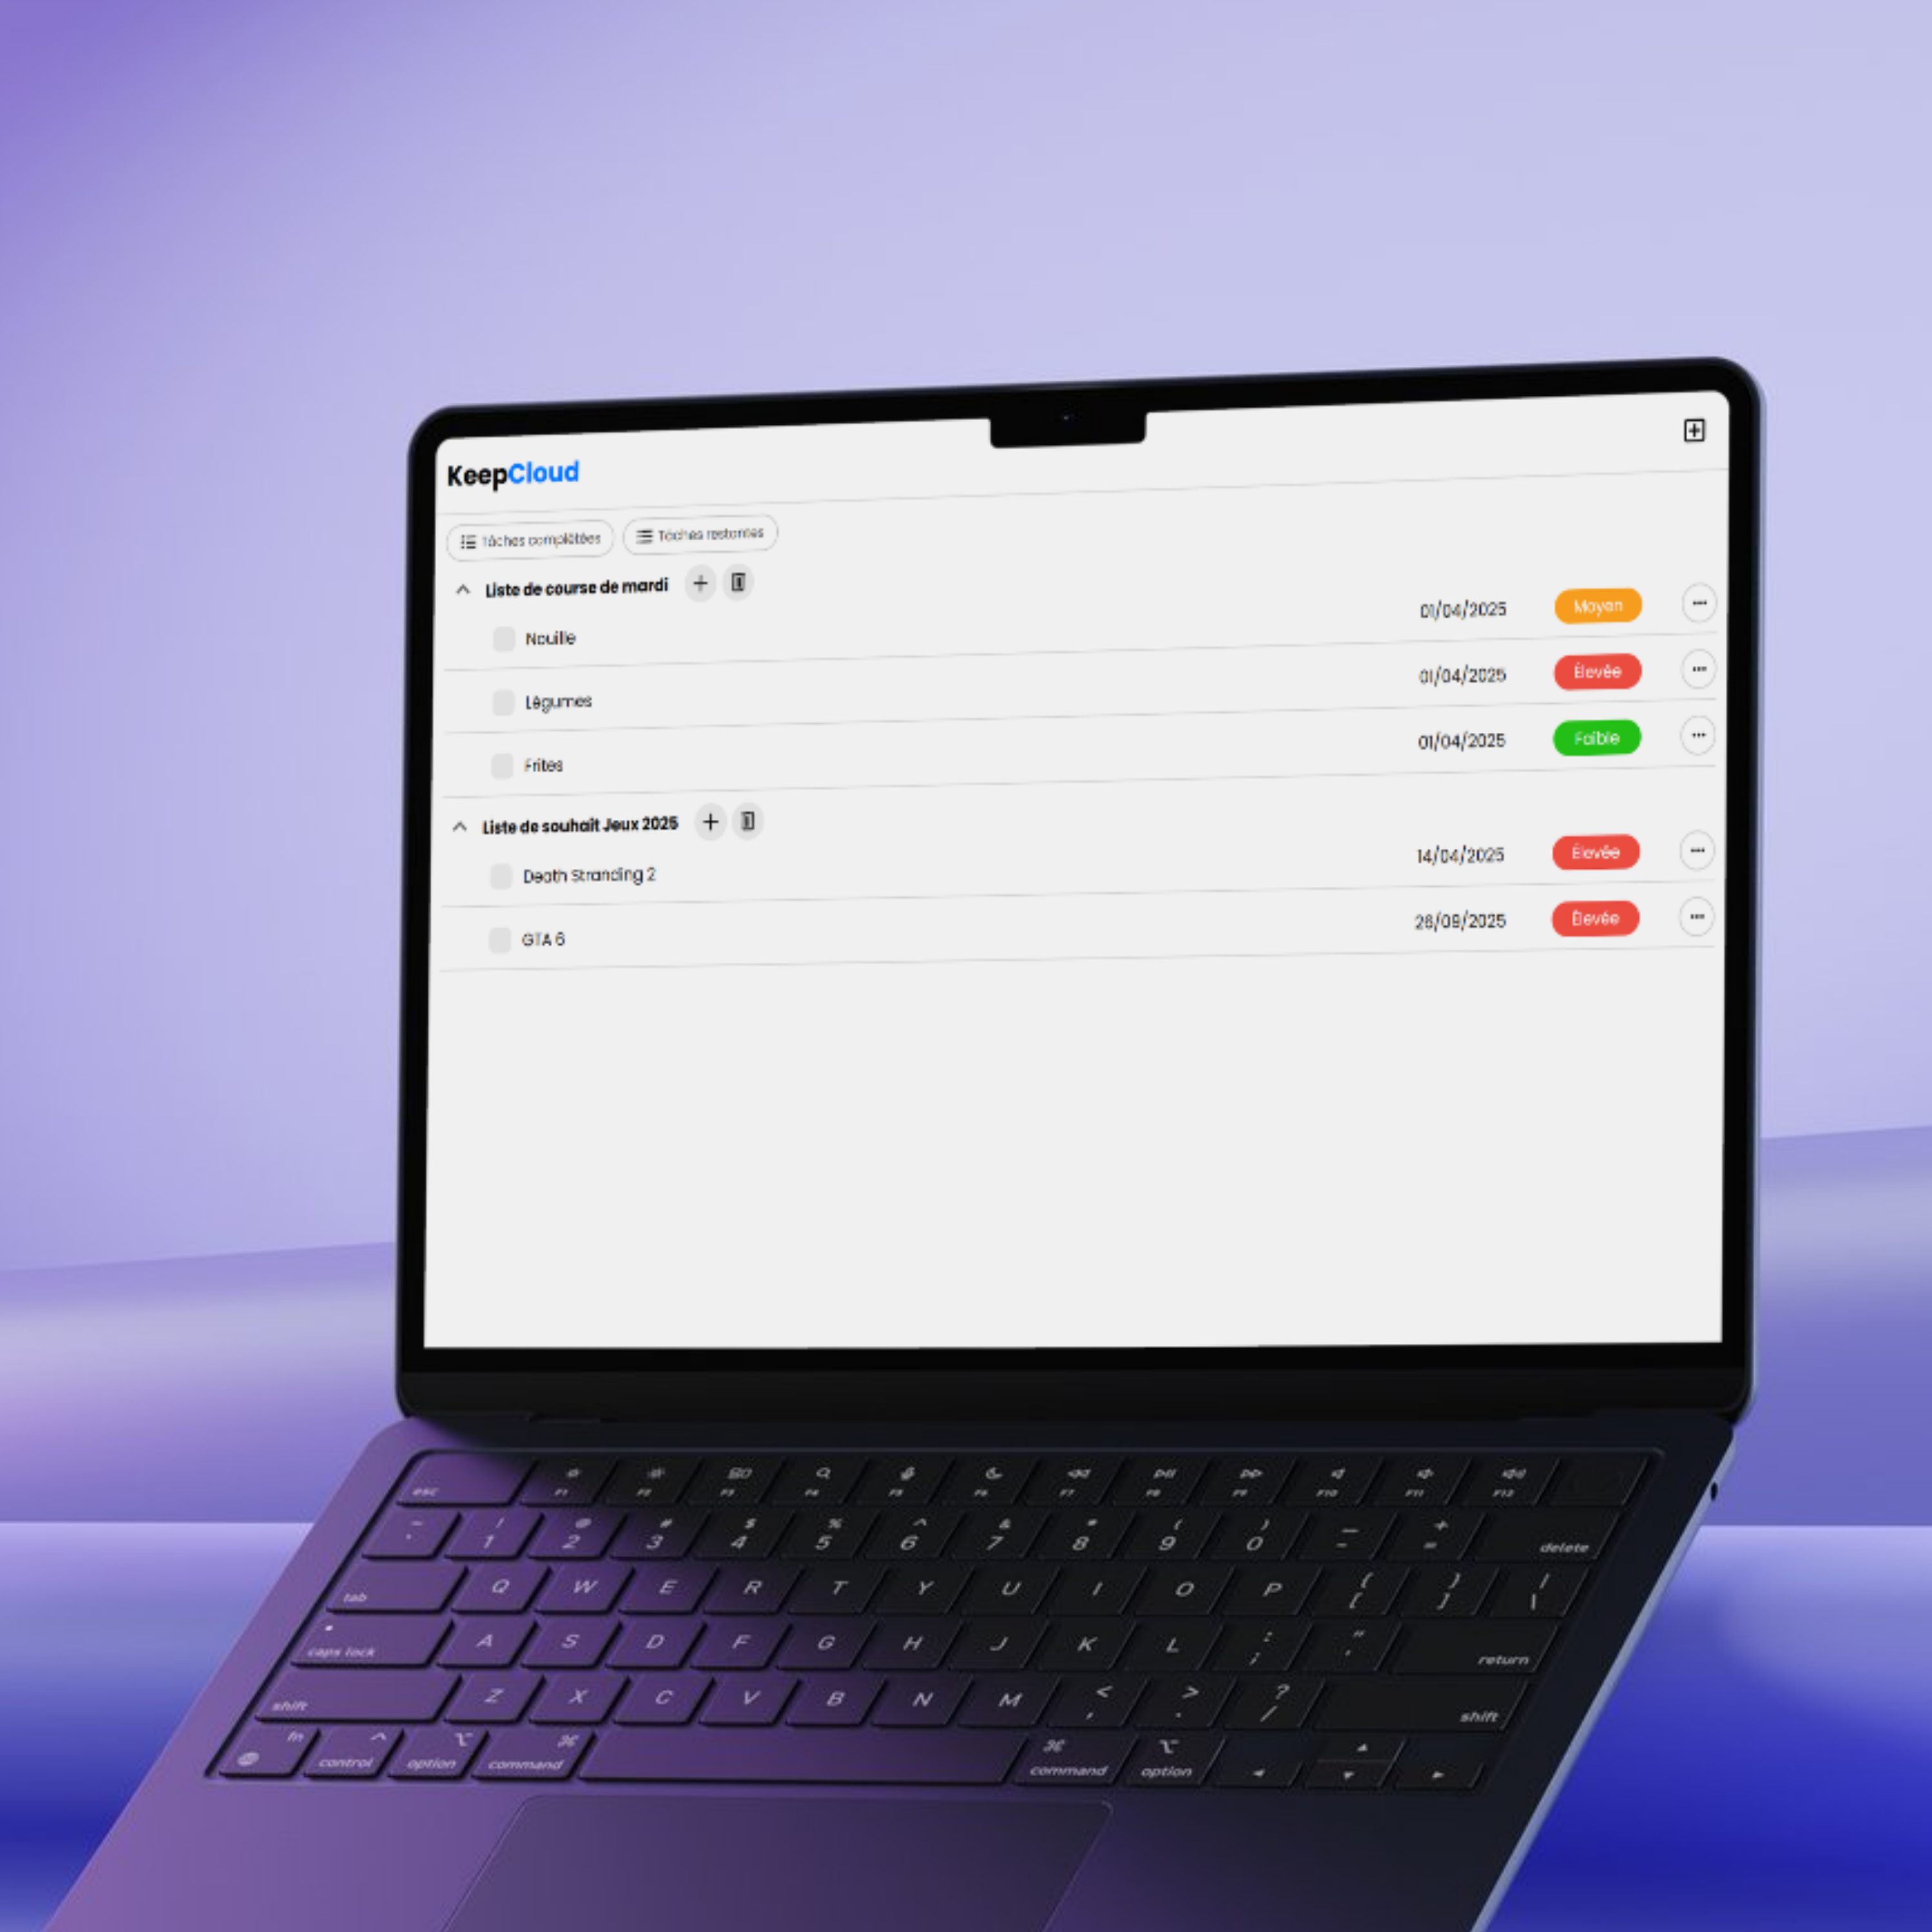 KeepCloud
Tâches complétées Tâches restantes
Liste de course de mardi
Nouille 01/04/2025 Moyen
Légumes 01/04/2025 Élevée
Frites 01/04/2025 Faible
Liste de souhait Jeux 2025
Death Stranding 2 14/04/2025 Élevée
GTA 6 26/09/2025 Élevée
esc F1 F2 F3 F4 F5 F6 F7 F8 F9 F10 F11 F12
~ ! @ # $ % ^ & * ( ) — +
` 1 2 3 4 5 6 7 8 9 0 - = delete
tab Q W E R T Y U I O P { [ } ] | \
caps lock A S D F G H J K L : ; " ' return
shift Z X C V B N M < , > . ? / shift
fn control option command command option